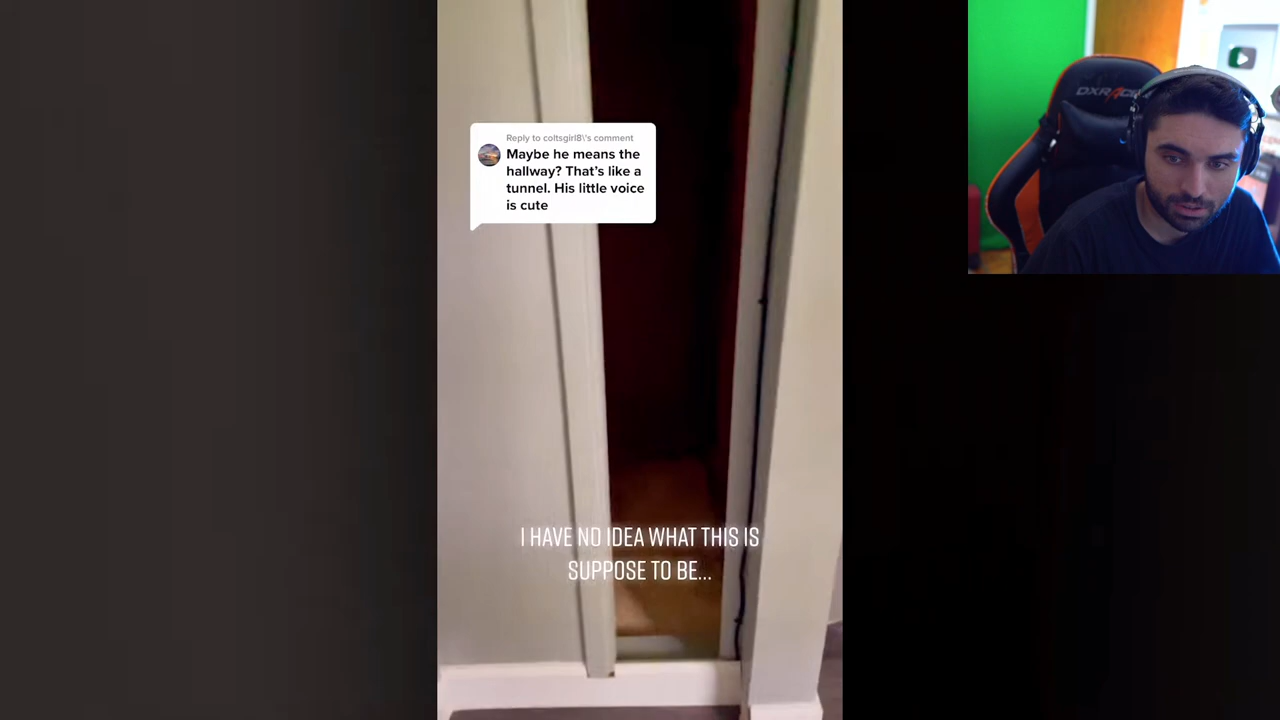 Reply to coltsgirl8\'s comment
Maybe he means the
hallway? That's like a
tunnel. His little voice
is cute
I HAVE NO IDEA WHAT THIS IS
SUPPOSE TO BE...